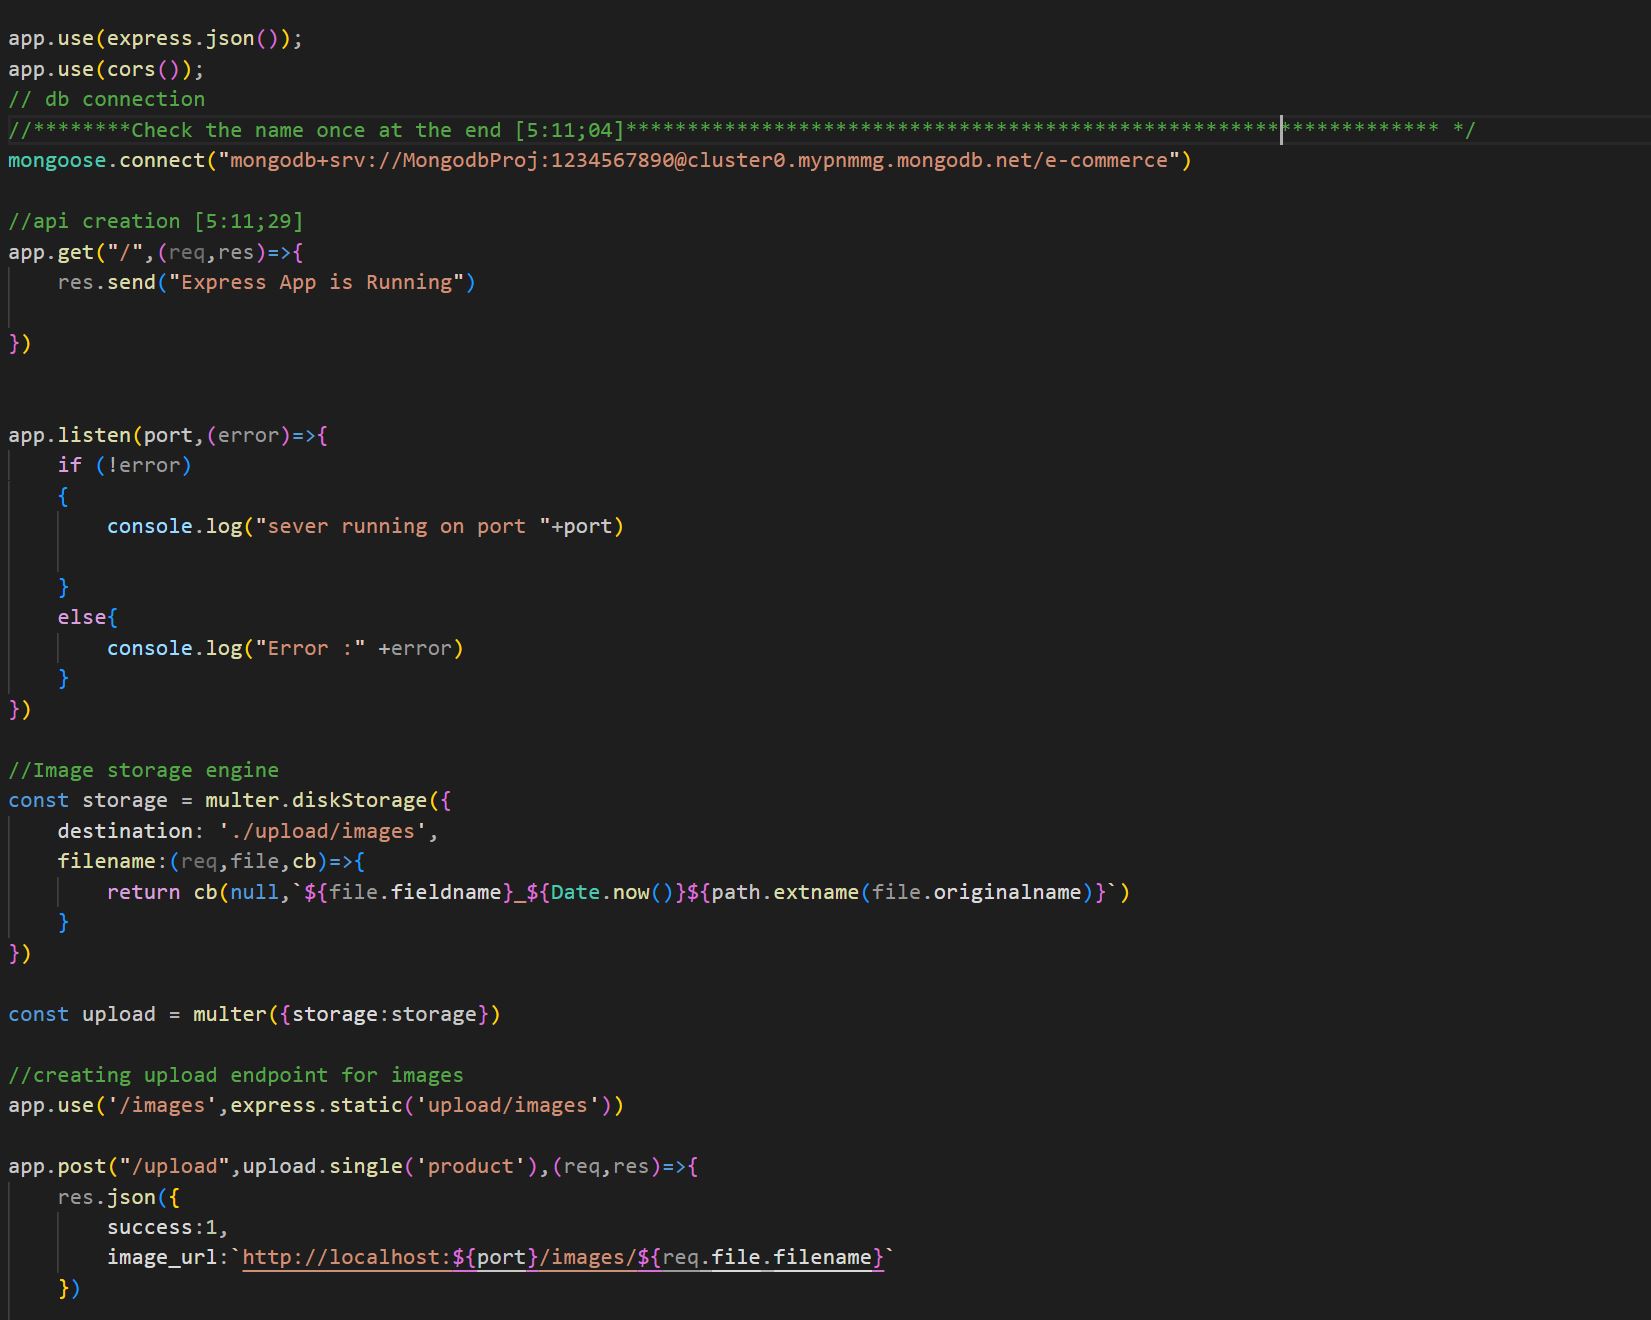 app.use(express.json());
app.use(cors());
// db connection
//********Check the name once at the end [5:11;04]****************************************************************** */
mongoose.connect("mongodb+srv://MongodbProj:1234567890@cluster0.mypnmmg.mongodb.net/e-commerce")
//api creation [5:11;29]
app.get("/",(req,res)=>{
    res.send("Express App is Running")
})
app.listen(port,(error)=>{
    if (!error)
    {
        console.log("sever running on port "+port)
    }
    else{
        console.log("Error :" +error)
    }
})
//Image storage engine
const storage = multer.diskStorage({
    destination: './upload/images',
    filename:(req,file,cb)=>{
        return cb(null,`${file.fieldname}_${Date.now()}${path.extname(file.originalname)}`)
    }
})
const upload = multer({storage:storage})
//creating upload endpoint for images
app.use('/images',express.static('upload/images'))
app.post("/upload",upload.single('product'),(req,res)=>{
    res.json({
        success:1,
        image_url:`http://localhost:${port}/images/${req.file.filename}`
    })